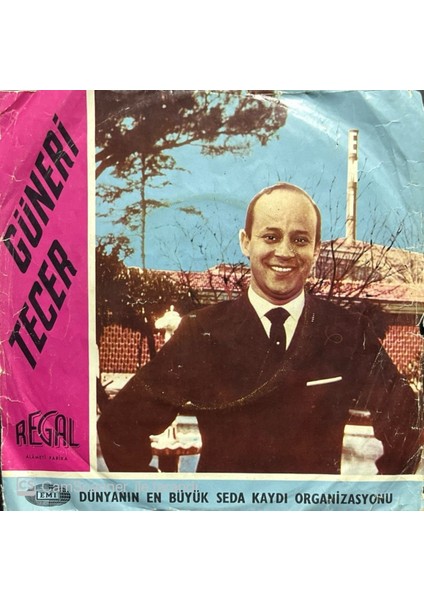 GÜNERİ
TECER
REGAL
EMI
DÜNYANIN EN BÜYÜK SEDA KAYDI ORGANİZASYONU